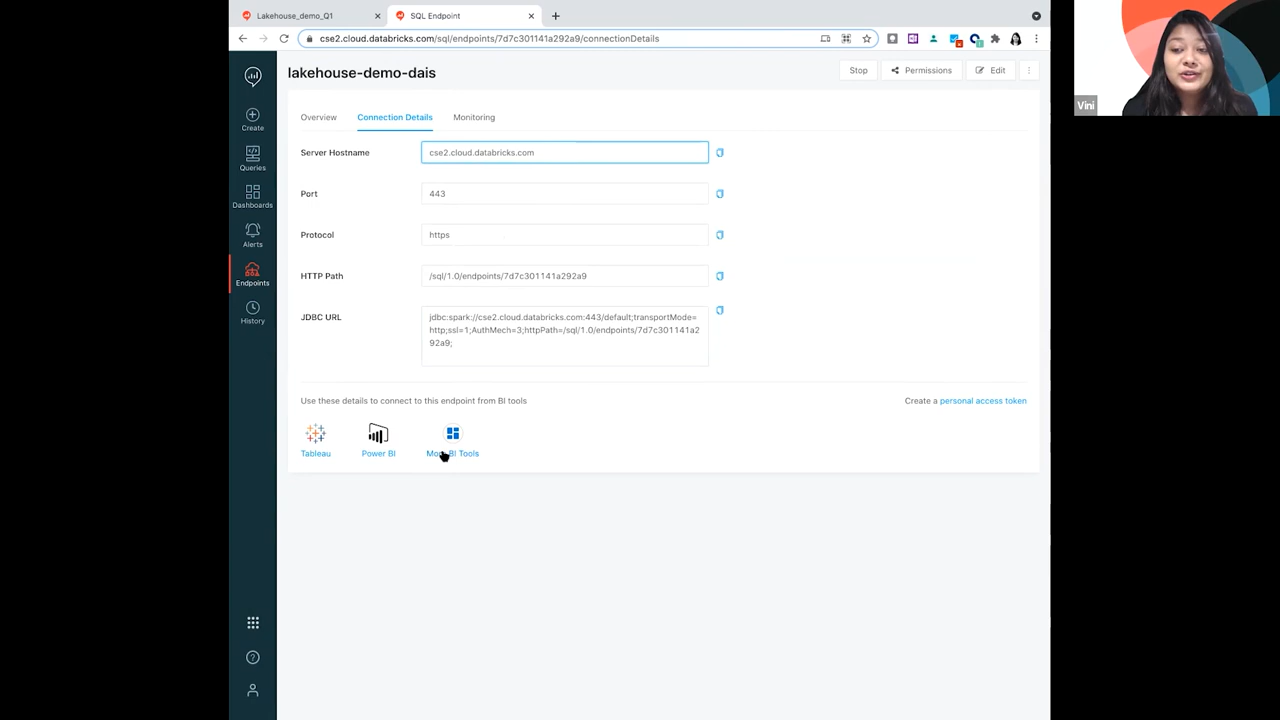 Lakehouse_demo_Q1
SQL Endpoint
cse2.cloud.databricks.com/sql/endpoints/7d7c301141a292a9/connectionDetails
lakehouse-demo-dais
Stop
Permissions
Edit
Vini
Create
Queries
Dashboards
Alerts
Endpoints
History
Overview
Connection Details
Monitoring
Server Hostname
cse2.cloud.databricks.com
Port
443
Protocol
https
HTTP Path
/sql/1.0/endpoints/7d7c301141a292a9
JDBC URL
jdbc:spark://cse2.cloud.databricks.com:443/default;transportMode=
http;ssl=1;AuthMech=3;httpPath=/sql/1.0/endpoints/7d7c301141a2
92a9;
Use these details to connect to this endpoint from BI tools
Create a personal access token
Tableau
Power BI
More BI Tools